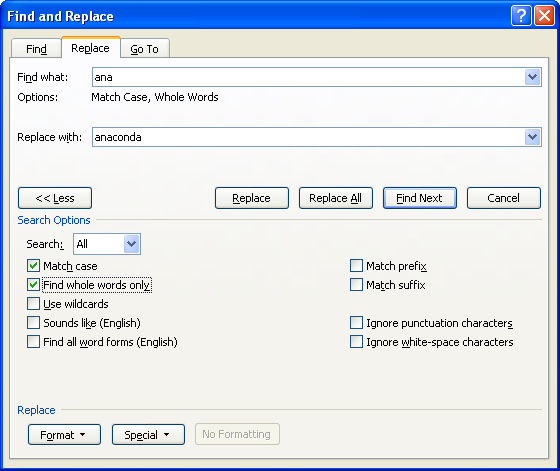 Find and Replace
Find Replace Go To
Find what: ana
Options: Match Case, Whole Words
Replace with: anaconda
<< Less Replace Replace All Find Next Cancel
Search Options
Search: All
Match case Match prefix
Find whole words only Match suffix
Use wildcards
Sounds like (English) Ignore punctuation characters
Find all word forms (English) Ignore white-space characters
Replace
Format Special No Formatting